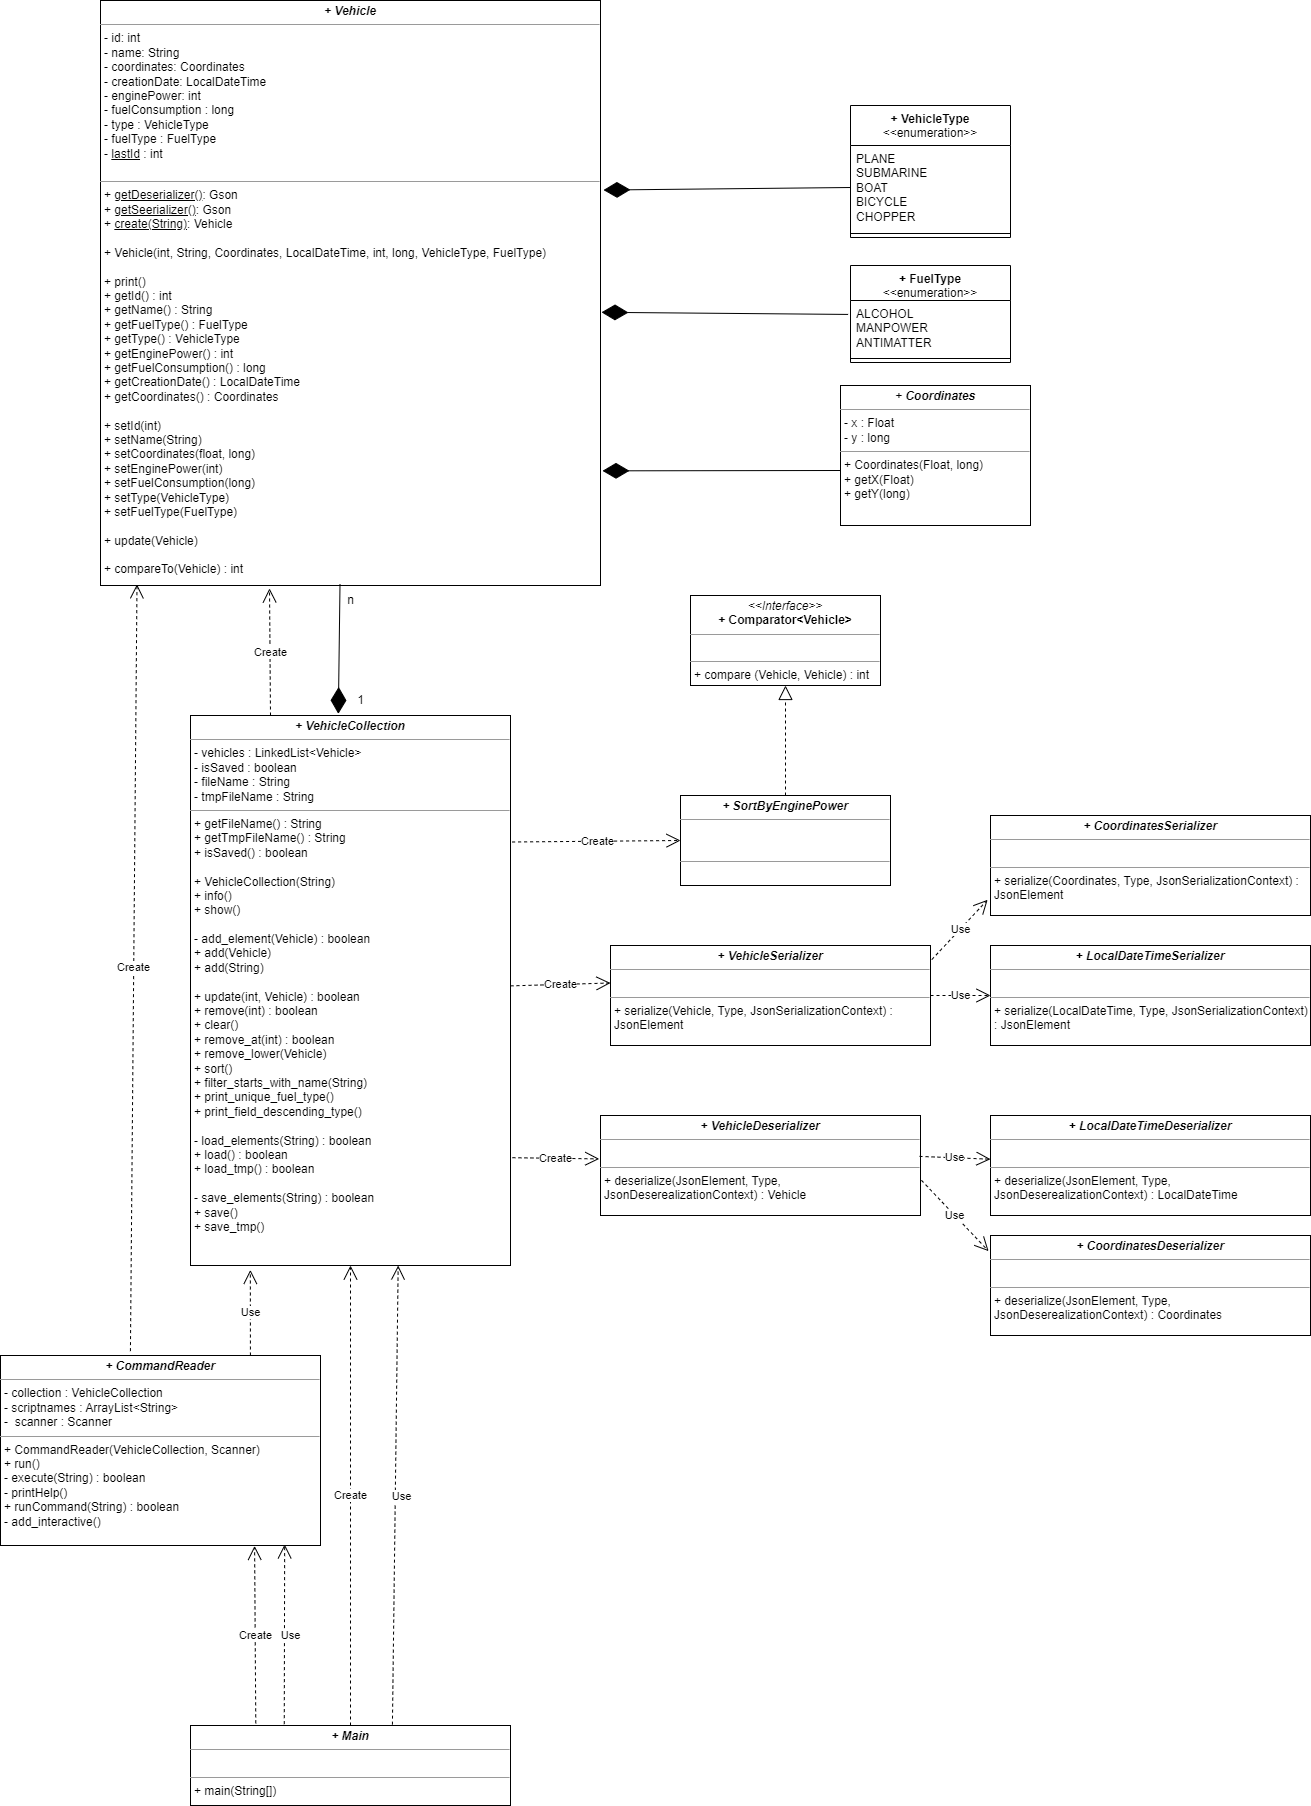 + Vehicle
- id: int
- name: String
- coordinates: Coordinates
- creationDate: LocalDateTime
- enginePower: int
- fuelConsumption : long
- type : VehicleType
- fuelType : FuelType
- lastId : int
+ getDeserializer(): Gson
+ getSeerializer(): Gson
+ create(String): Vehicle
+ Vehicle(int, String, Coordinates, LocalDateTime, int, long, VehicleType, FuelType)
+ print()
+ getId() : int
+ getName() : String
+ getFuelType() : FuelType
+ getType() : VehicleType
+ getEnginePower() : int
+ getFuelConsumption() : long
+ getCreationDate() : LocalDateTime
+ getCoordinates() : Coordinates
+ setId(int)
+ setName(String)
+ setCoordinates(float, long)
+ setEnginePower(int)
+ setFuelConsumption(long)
+ setType(VehicleType)
+ setFuelType(FuelType)
+ update(Vehicle)
+ compareTo(Vehicle) : int
+ VehicleType
<<enumeration>>
PLANE
SUBMARINE
BOAT
BICYCLE
CHOPPER
+ FuelType
<<enumeration>>
ALCOHOL
MANPOWER
ANTIMATTER
+ Coordinates
- x : Float
- y : long
+ Coordinates(Float, long)
+ getX(Float)
+ getY(long)
n
Create
1
<<Interface>>
+ Comparator<Vehicle>
+ compare (Vehicle, Vehicle) : int
+ VehicleCollection
- vehicles : LinkedList<Vehicle>
- isSaved : boolean
- fileName : String
- tmpFileName : String
+ getFileName() : String
+ getTmpFileName() : String
+ isSaved() : boolean
+ VehicleCollection(String)
+ info()
+ show()
- add_element(Vehicle) : boolean
+ add(Vehicle)
+ add(String)
+ update(int, Vehicle) : boolean
+ remove(int) : boolean
+ clear()
+ remove_at(int) : boolean
+ remove_lower(Vehicle)
+ sort()
+ filter_starts_with_name(String)
+ print_unique_fuel_type()
+ print_field_descending_type()
- load_elements(String) : boolean
+ load() : boolean
+ load_tmp() : boolean
- save_elements(String) : boolean
+ save()
+ save_tmp()
Create
+ SortByEnginePower
Create
+ VehicleSerializer
+ serialize(Vehicle, Type, JsonSerializationContext) :
JsonElement
Use
+ CoordinatesSerializer
+ serialize(Coordinates, Type, JsonSerializationContext) :
JsonElement
Use
+ LocalDateTimeSerializer
+ serialize(LocalDateTime, Type, JsonSerializationContext)
: JsonElement
Create
+ VehicleDeserializer
+ deserialize(JsonElement, Type,
JsonDeserealizationContext) : Vehicle
Use
+ LocalDateTimeDeserializer
+ deserialize(JsonElement, Type,
JsonDeserealizationContext) : LocalDateTime
Use
+ CoordinatesDeserializer
+ deserialize(JsonElement, Type,
JsonDeserealizationContext) : Coordinates
Create
Use
+ CommandReader
- collection : VehicleCollection
- scriptnames : ArrayList<String>
-  scanner : Scanner
+ CommandReader(VehicleCollection, Scanner)
+ run()
- execute(String) : boolean
- printHelp()
+ runCommand(String) : boolean
- add_interactive()
Create
Use
Create
Use
+ Main
+ main(String[])